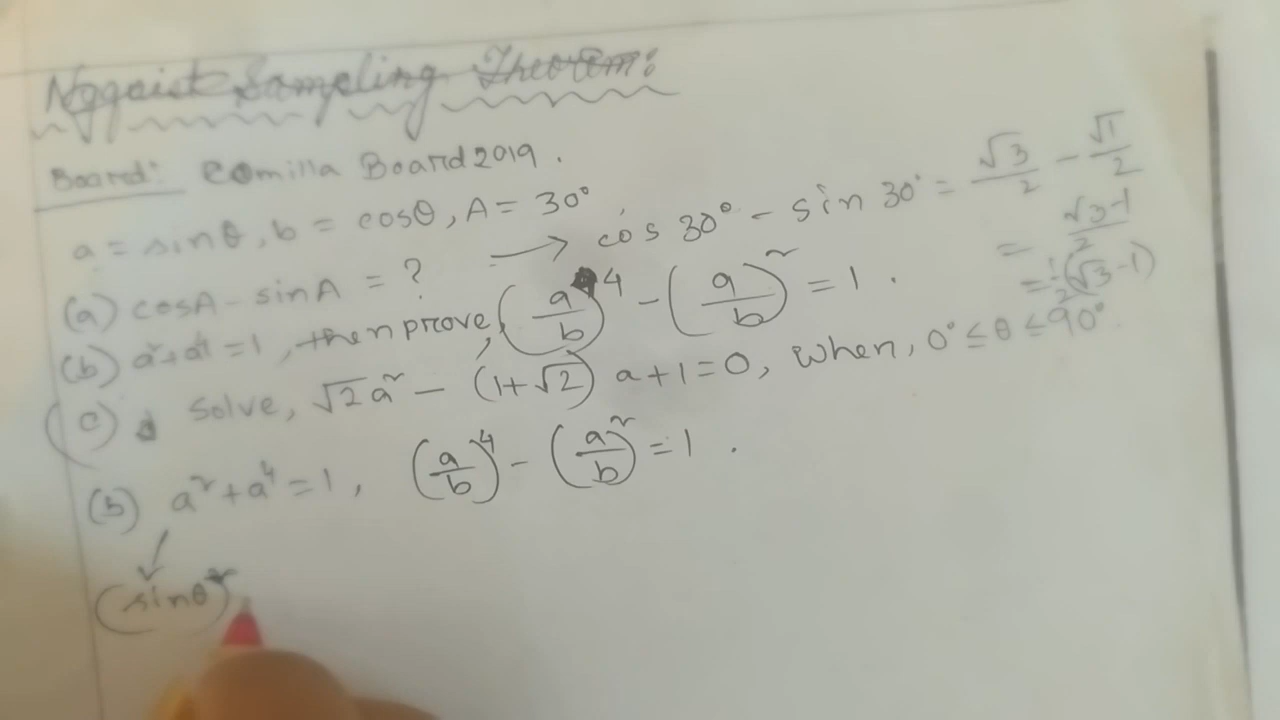 Nyquist Sampling Theorem:
Board: Comilla Board 2019.
a = sinθ, b = cosθ, A = 30°
(a) cosA - sinA = ? → cos 30° - sin 30° = √3/2 - √1/2
= √3-1/2
= 1/2(√3-1)
(b) a² + a⁴ = 1, then prove, (a/b)⁴ - (a/b)² = 1.
(c) Solve, √2a² - (1+√2) a + 1 = 0, when, 0° ≤ θ ≤ 90°.
(b) a² + a⁴ = 1, (a/b)⁴ - (a/b)² = 1.
(sinθ)²